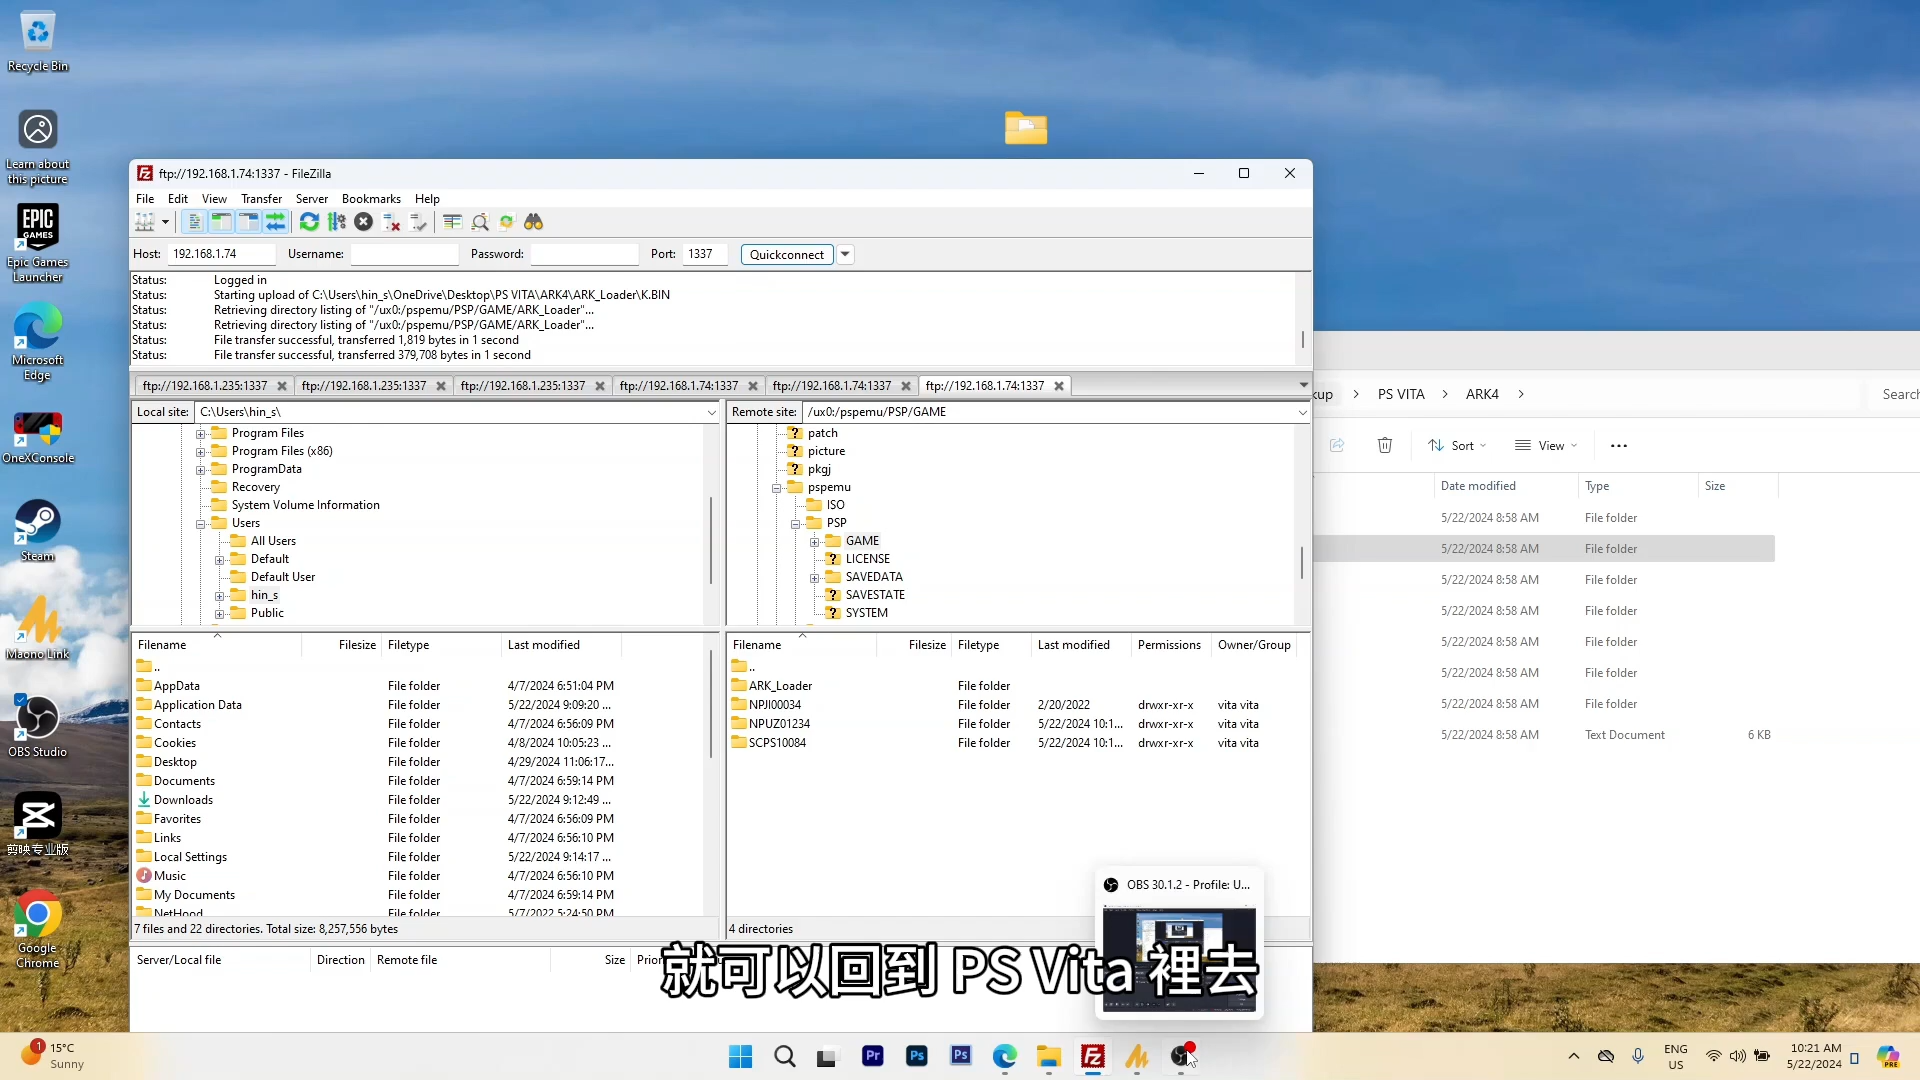 Recycle Bin
Learn about
this picture
EPIC
GAMES
Epic Games
Launcher
Microsoft
Edge
OneXConsole
Steam
Maono Link
OBS Studio
剪映专业版
Google
Chrome
ftp://192.168.1.74:1337 - FileZilla
File Edit View Transfer Server Bookmarks Help
Host: 192.168.1.74 Username: Password: Port: 1337 Quickconnect
Status: Logged in
Status: Starting upload of C:\Users\hin_s\OneDrive\Desktop\PS VITA\ARK4\ARK_Loader\K.BIN
Status: Retrieving directory listing of "/ux0:/pspemu/PSP/GAME/ARK_Loader"...
Status: Retrieving directory listing of "/ux0:/pspemu/PSP/GAME/ARK_Loader"...
Status: File transfer successful, transferred 1,819 bytes in 1 second
Status: File transfer successful, transferred 379,708 bytes in 1 second
ftp://192.168.1.235:1337 ftp://192.168.1.235:1337 ftp://192.168.1.235:1337 ftp://192.168.1.74:1337 ftp://192.168.1.74:1337 ftp://192.168.1.74:1337
Local site: C:\Users\hin_s\
Program Files
Program Files (x86)
ProgramData
Recovery
System Volume Information
Users
All Users
Default
Default User
hin_s
Public
Remote site: /ux0:/pspemu/PSP/GAME
patch
picture
pkgj
pspemu
ISO
PSP
GAME
LICENSE
SAVEDATA
SAVESTATE
SYSTEM
Filename Filesize Filetype Last modified
..
AppData File folder 4/7/2024 6:51:04 PM
Application Data File folder 5/22/2024 9:09:20 ...
Contacts File folder 4/7/2024 6:56:09 PM
Cookies File folder 4/8/2024 10:05:23 ...
Desktop File folder 4/29/2024 11:06:17...
Documents File folder 4/7/2024 6:59:14 PM
Downloads File folder 5/22/2024 9:12:49 ...
Favorites File folder 4/7/2024 6:56:09 PM
Links File folder 4/7/2024 6:56:10 PM
Local Settings File folder 5/22/2024 9:14:17 ...
Music File folder 4/7/2024 6:56:10 PM
My Documents File folder 4/7/2024 6:59:14 PM
NetHood File folder 5/7/2022 5:24:50 PM
7 files and 22 directories. Total size: 8,257,556 bytes
Filename Filesize Filetype Last modified Permissions Owner/Group
..
ARK_Loader File folder
NPJI00034 File folder 2/20/2022 drwxr-xr-x vita vita
NPUZ01234 File folder 5/22/2024 10:1... drwxr-xr-x vita vita
SCPS10084 File folder 5/22/2024 10:1... drwxr-xr-x vita vita
4 directories
Server/Local file Direction Remote file Size
OBS 30.1.2 - Profile: U...
就可以回到 PS Vita 裡去
PS VITA ARK4
Search
Sort View
Date modified Type Size
5/22/2024 8:58 AM File folder
5/22/2024 8:58 AM File folder
5/22/2024 8:58 AM File folder
5/22/2024 8:58 AM File folder
5/22/2024 8:58 AM File folder
5/22/2024 8:58 AM File folder
5/22/2024 8:58 AM File folder
5/22/2024 8:58 AM Text Document 6 KB
1
15°C
Sunny
Pr Ps Ps
ENG
US
10:21 AM
5/22/2024
PRE